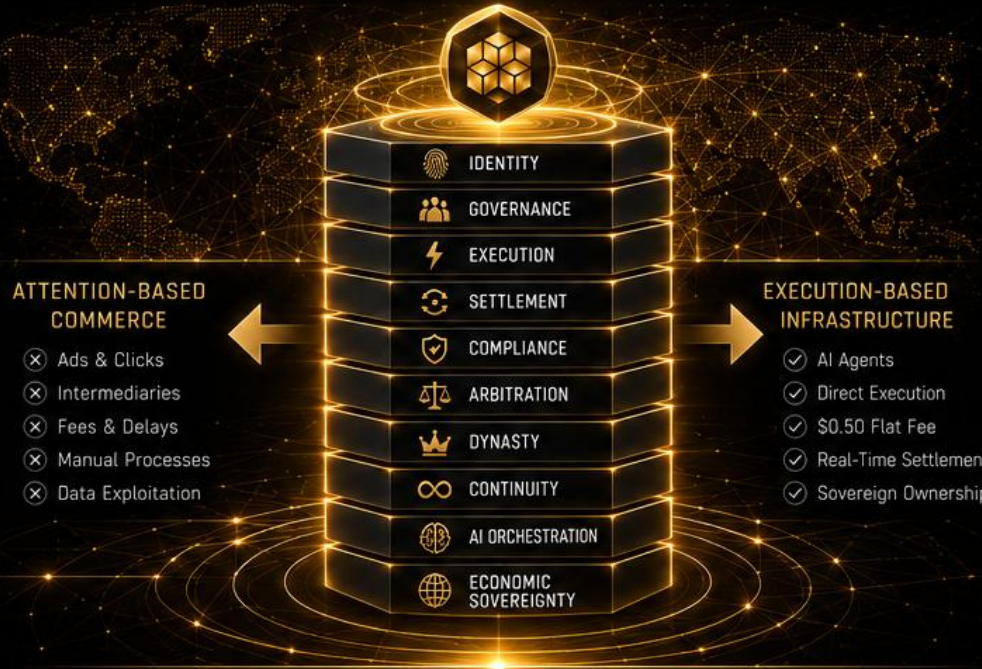 IDENTITY
GOVERNANCE
EXECUTION
SETTLEMENT
COMPLIANCE
ARBITRATION
DYNASTY
CONTINUITY
AI ORCHESTRATION
ECONOMIC
SOVEREIGNTY
ATTENTION-BASED
COMMERCE
Ads & Clicks
Intermediaries
Fees & Delays
Manual Processes
Data Exploitation
EXECUTION-BASED
INFRASTRUCTURE
AI Agents
Direct Execution
$0.50 Flat Fee
Real-Time Settlemen
Sovereign Ownership